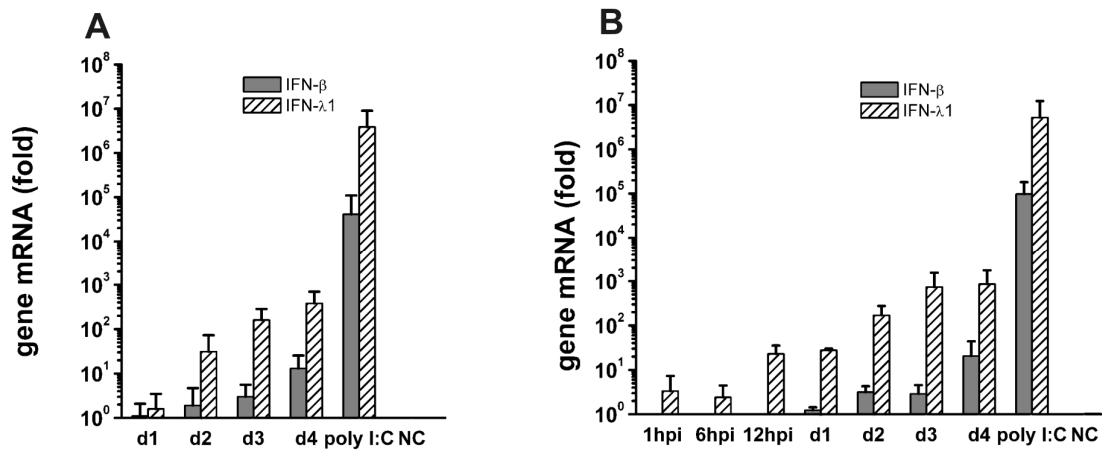 A
gene mRNA (fold)
10^8
10^7
10^6
10^5
10^4
10^3
10^2
10^1
10^0
IFN-β
IFN-λ1
d1 d2 d3 d4 poly I:C NC
B
gene mRNA (fold)
10^8
10^7
10^6
10^5
10^4
10^3
10^2
10^1
10^0
IFN-β
IFN-λ1
1hpi 6hpi 12hpi d1 d2 d3 d4 poly I:C NC